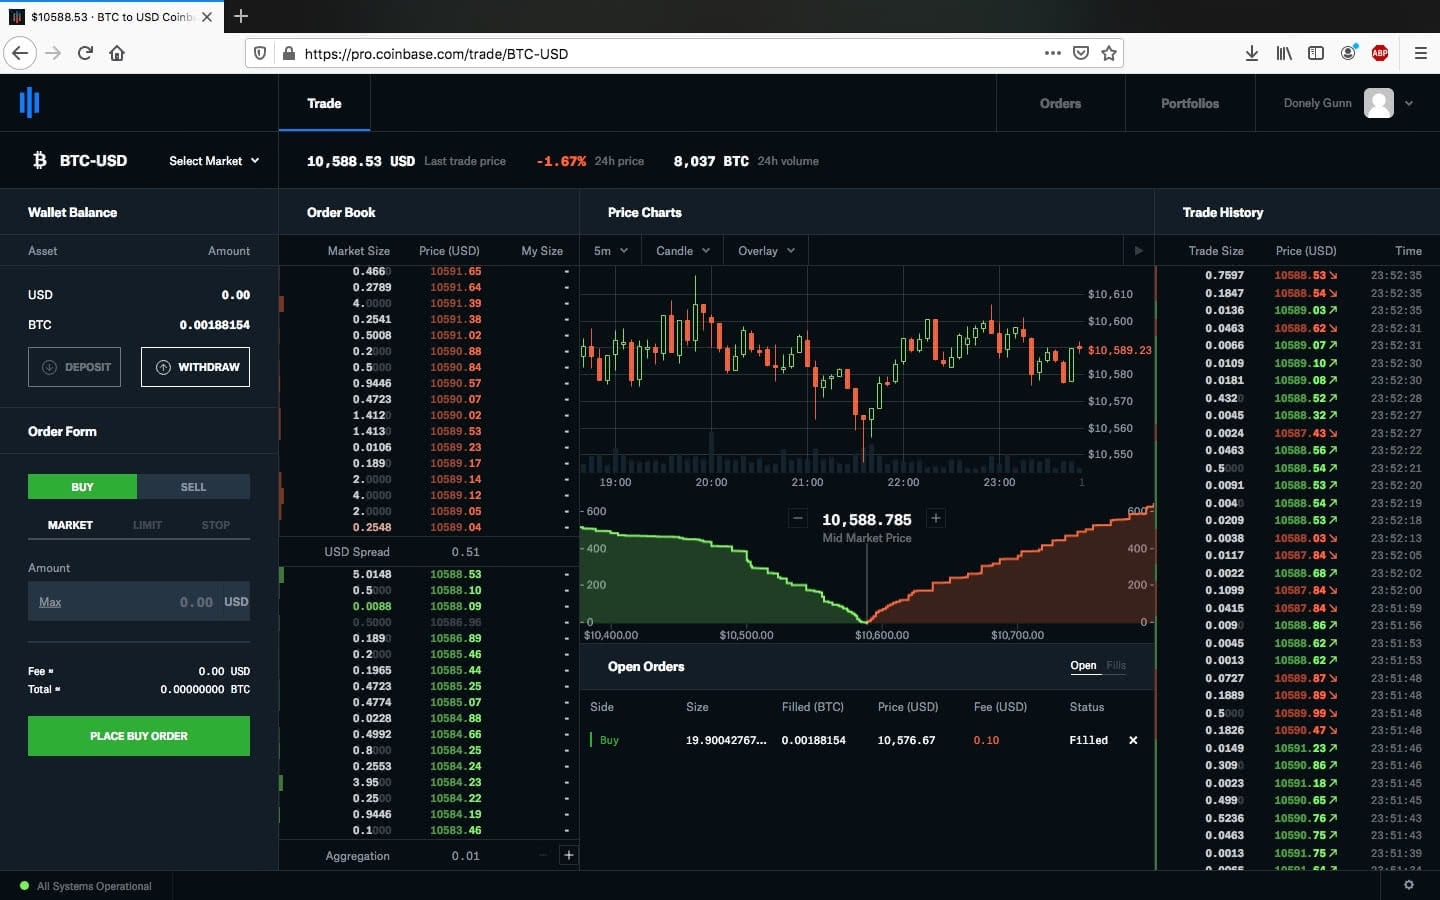 $10588.53 · BTC to USD Coinb
https://pro.coinbase.com/trade/BTC-USD
ABP
Trade
Orders
Portfolios
Donely Gunn
BTC-USD
Select Market
10,588.53 USD Last trade price
-1.67% 24h price
8,037 BTC 24h volume
Wallet Balance
Asset Amount
USD 0.00
BTC 0.00188154
DEPOSIT
WITHDRAW
Order Form
BUY
SELL
MARKET LIMIT STOP
Amount
Max 0.00 USD
Fee ≈ 0.00 USD
Total ≈ 0.00000000 BTC
PLACE BUY ORDER
Order Book
Market Size Price (USD) My Size
0.4660 10591.65 -
0.2789 10591.64 -
4.0000 10591.39 -
0.2541 10591.38 -
0.5008 10591.02 -
0.2000 10590.88 -
0.5000 10590.84 -
0.9446 10590.57 -
0.4723 10590.07 -
1.4120 10590.02 -
1.4130 10589.53 -
0.0106 10589.23 -
0.1890 10589.17 -
2.0000 10589.14 -
4.0000 10589.12 -
2.0000 10589.05 -
0.2548 10589.04 -
USD Spread 0.51
5.0148 10588.53 -
0.5000 10588.10 -
0.0088 10588.09 -
0.5000 10586.96 -
0.1890 10586.89 -
0.2000 10585.46 -
0.1965 10585.44 -
0.4723 10585.25 -
0.4774 10585.07 -
0.0228 10584.88 -
0.4992 10584.66 -
0.8000 10584.25 -
0.2553 10584.24 -
3.9500 10584.23 -
0.2500 10584.22 -
0.9446 10584.19 -
0.1000 10583.46 -
Aggregation 0.01 - +
Price Charts
5m
Candle
Overlay
$10,610
$10,600
$10,589.23
$10,580
$10,570
$10,560
$10,550
19:00 20:00 21:00 22:00 23:00 1
- 10,588.785 +
Mid Market Price
600 600
400 400
200 200
0 0
$10,400.00 $10,500.00 $10,600.00 $10,700.00
Open Orders
Open Fills
Side Size Filled (BTC) Price (USD) Fee (USD) Status
Buy 19.90042767... 0.00188154 10,576.67 0.10 Filled
Trade History
Trade Size Price (USD) Time
0.7597 10588.53↘ 23:52:35
0.1847 10588.54↘ 23:52:35
0.0136 10589.03↗ 23:52:35
0.0463 10588.62↘ 23:52:31
0.0066 10589.07↗ 23:52:31
0.0109 10589.10↗ 23:52:30
0.0181 10589.08↗ 23:52:30
0.4320 10588.52↗ 23:52:28
0.0045 10588.32↗ 23:52:27
0.0024 10587.43↘ 23:52:27
0.0463 10588.56↗ 23:52:22
0.5000 10588.54↗ 23:52:21
0.0091 10588.53↗ 23:52:20
0.0040 10588.54↗ 23:52:19
0.0209 10588.53↗ 23:52:18
0.0038 10588.03↘ 23:52:13
0.0117 10587.84↘ 23:52:05
0.0022 10588.68↗ 23:52:02
0.1099 10587.84↘ 23:52:00
0.0415 10587.84↘ 23:51:59
0.0090 10588.86↗ 23:51:56
0.0045 10588.62↗ 23:51:53
0.0013 10588.62↗ 23:51:53
0.0727 10589.87↘ 23:51:48
0.1889 10589.89↘ 23:51:48
0.5000 10589.99↘ 23:51:48
0.1826 10590.47↘ 23:51:48
0.0149 10591.23↗ 23:51:46
0.3090 10590.86↗ 23:51:46
0.0023 10591.18↗ 23:51:45
0.4990 10590.65↗ 23:51:45
0.5236 10590.76↗ 23:51:43
0.0463 10590.75↗ 23:51:43
0.0013 10591.75↗ 23:51:39
All Systems Operational